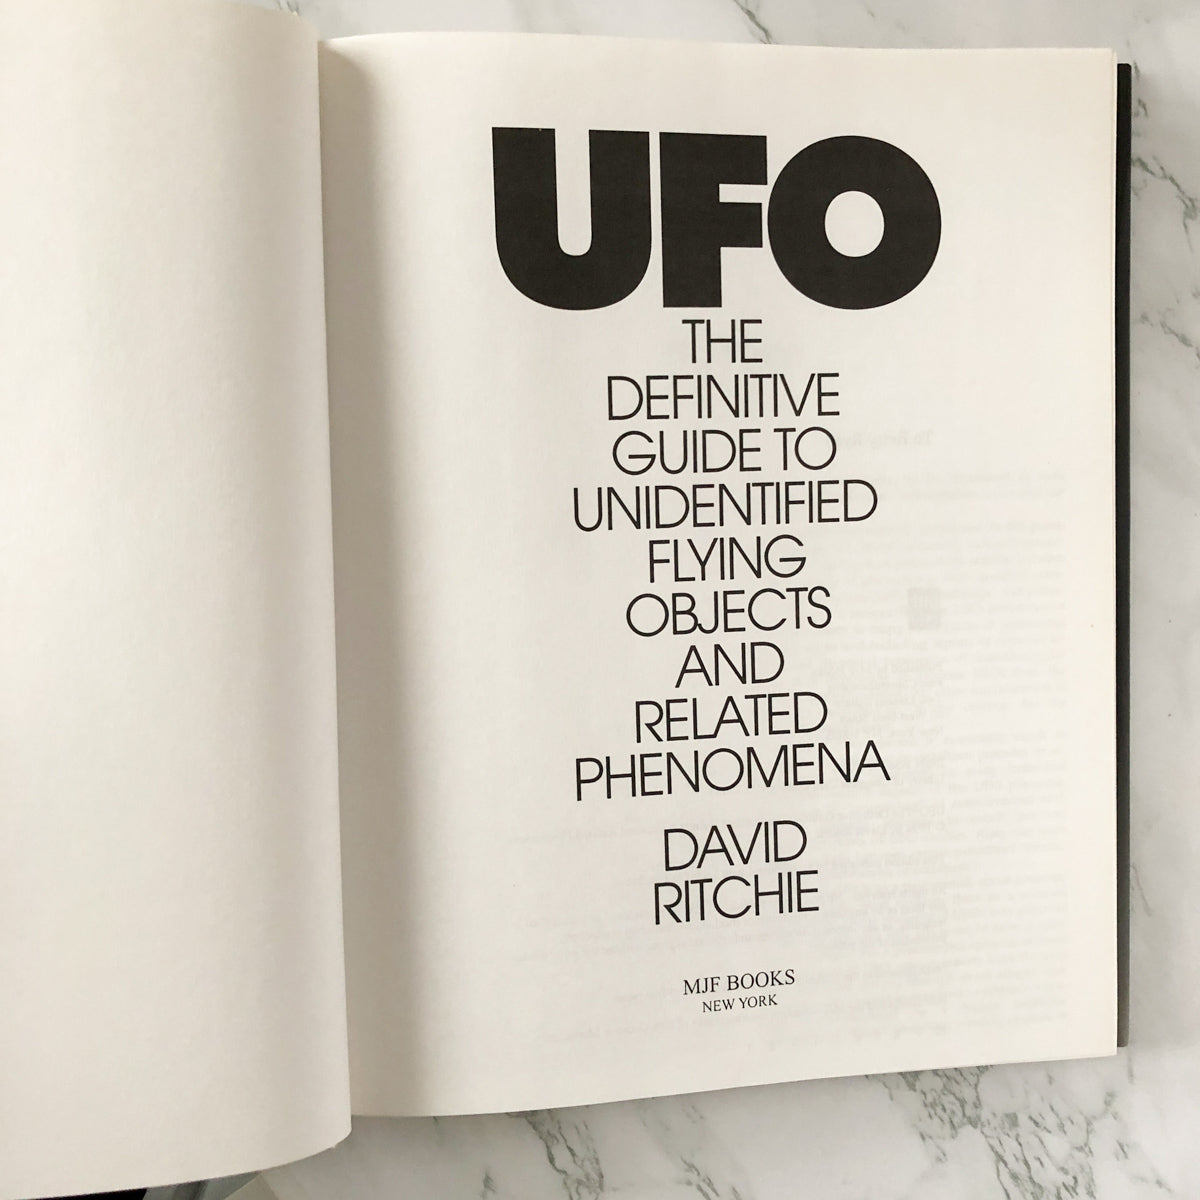 UFO
THE
DEFINITIVE
GUIDE TO
UNIDENTIFIED
FLYING
OBJECTS
AND
RELATED
PHENOMENA
DAVID
RITCHIE
MJF BOOKS
NEW YORK